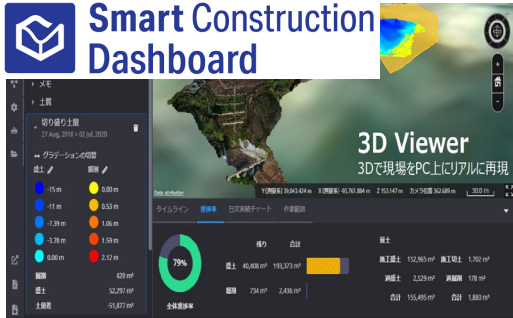 Smart Construction
Dashboard
メモ
土質
切り盛り土量
27 Aug, 2018 > 02 Jul, 2020
グラデーションの切替
盛土
掘削
-15 m
0.00 m
-11 m
0.53 m
-7.39 m
1.06 m
-3.70 m
1.59 m
0.00 m
2.12 m
掘削 420 m³
盛土 52,297 m³
土量差 -51,877 m³
3D Viewer
3Dで現場をPC上にリアルに再現
Data attribution
30.0 m
タイムライン 進捗率 日次実績チャート 作業範囲
79%
全体進捗率
残り 合計
盛土 40,408 m³ 193,373 m³
掘削 734 m³ 2,436 m³
施工盛土 152,965 m³ 施工切土 1,702 m³
過盛土 2,529 m³ 過掘削 178 m³
合計 155,495 m³ 合計 1,880 m³